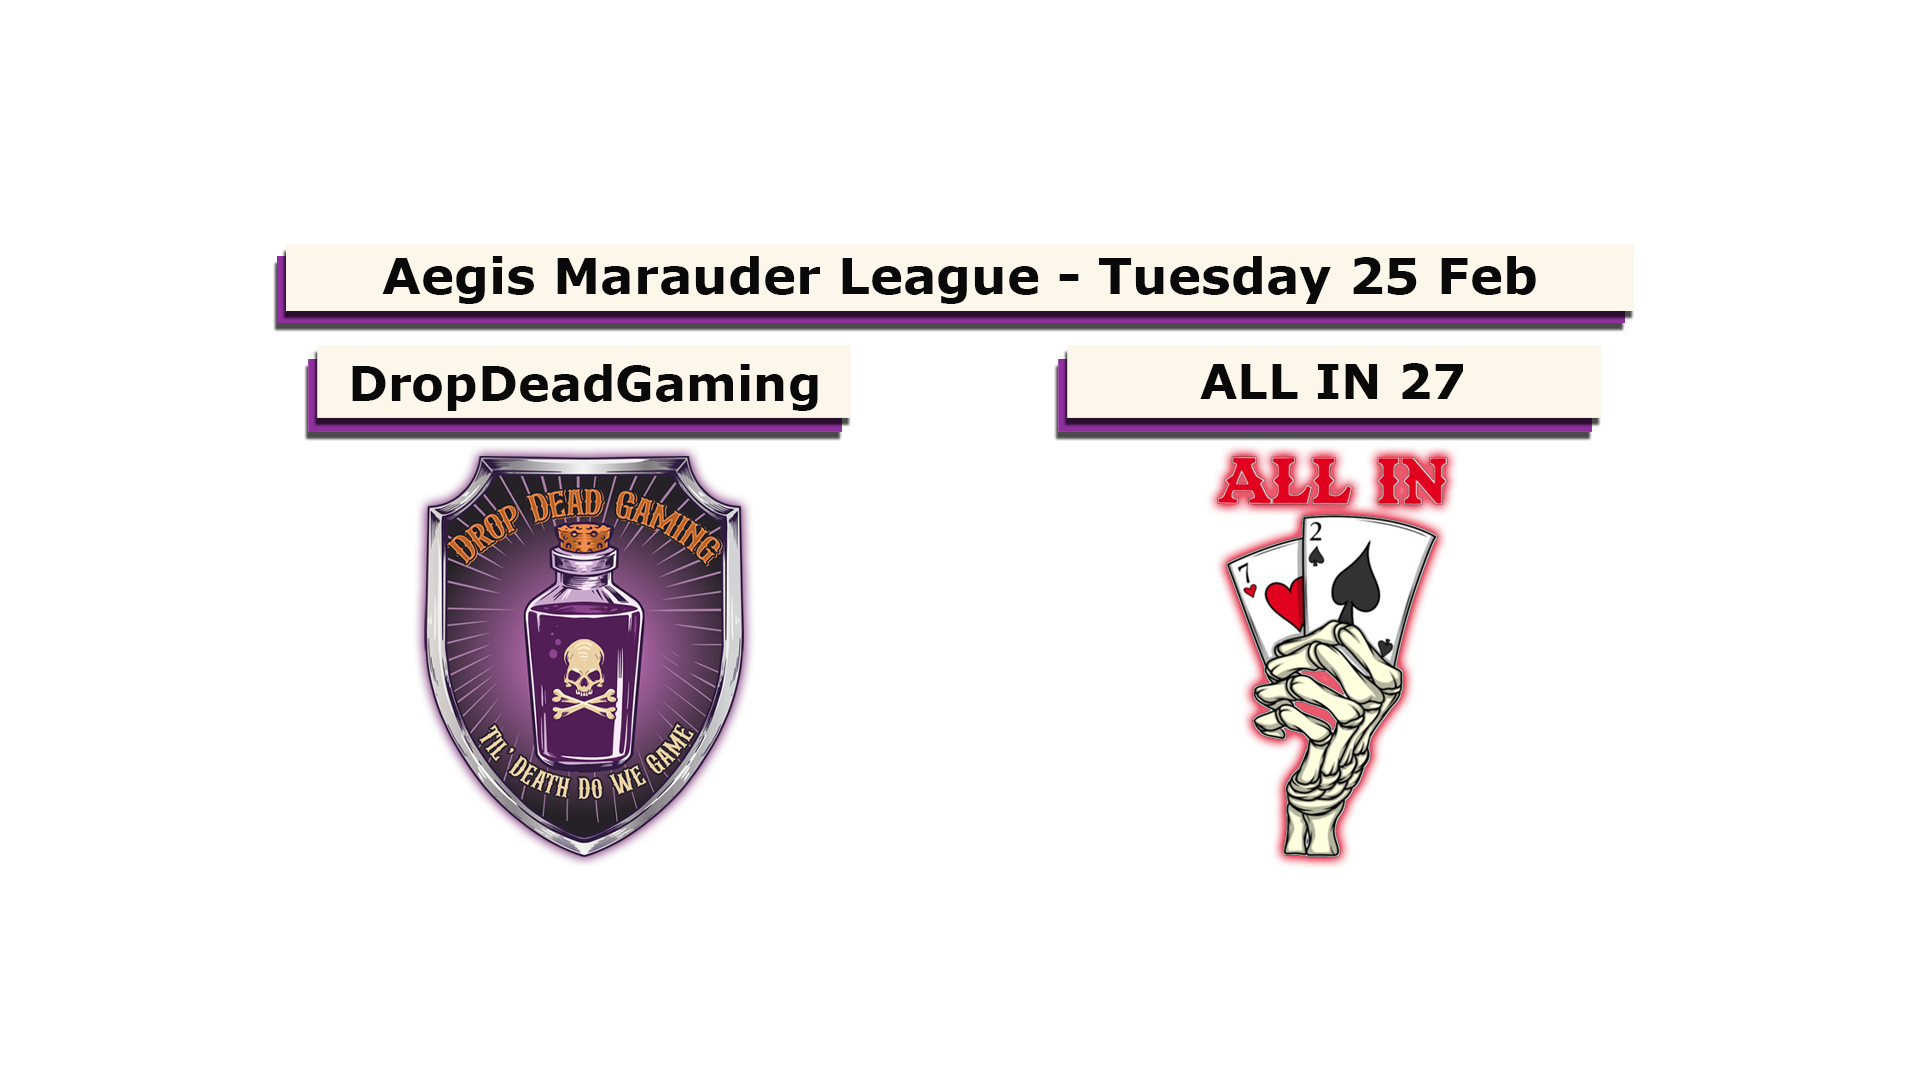 Aegis Marauder League - Tuesday 25 Feb
DropDeadGaming
ALL IN 27
DROP DEAD GAMING
TIL' DEATH DO WE GAME
ALL IN
7
2